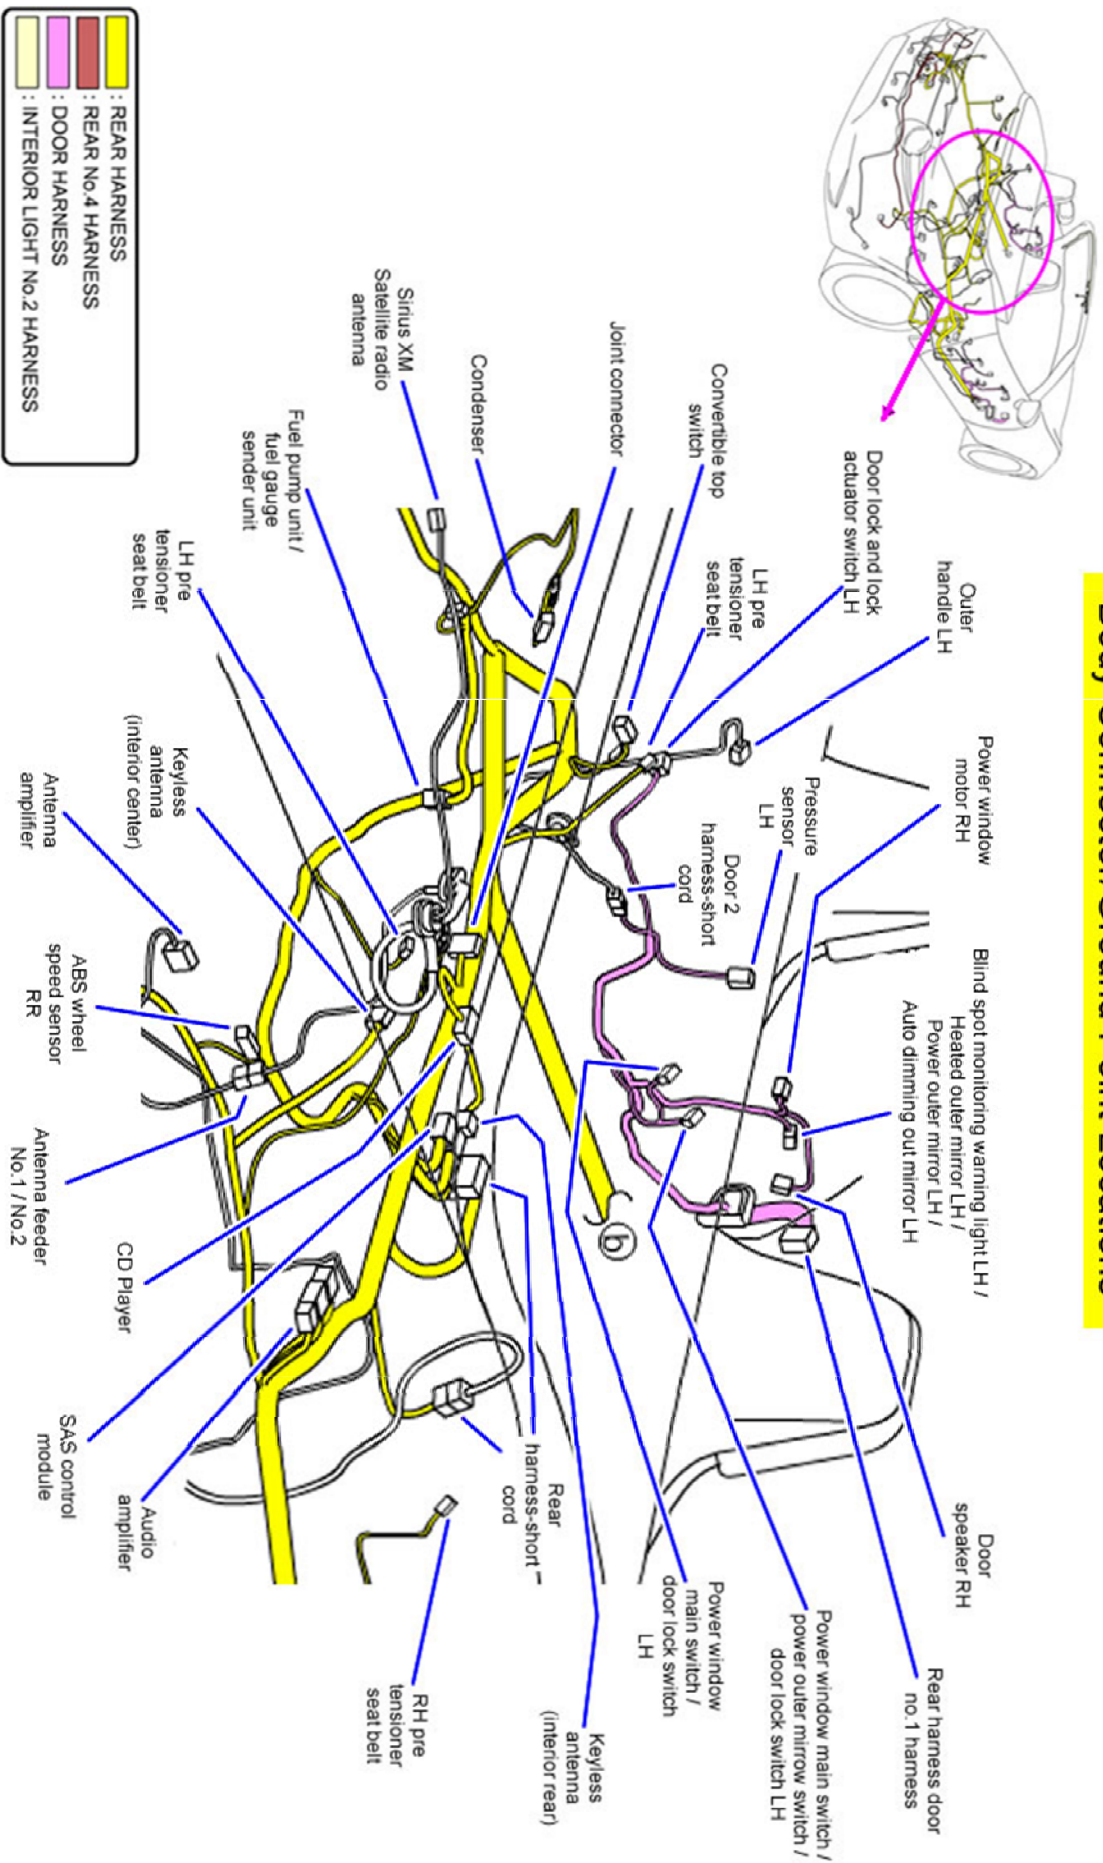 Body Connector/Ground Point Locations
Outer
handle LH
Power window
motor RH
Blind spot monitoring warning light LH /
Heated outer mirror LH /
Power outer mirror LH /
Auto dimming out mirror LH
Door
speaker RH
Rear harness door
no.1 harness
Door lock and lock
actuator switch LH
Pressure
sensor
LH
Power window main switch /
power outer mirrow switch /
door lock switch LH
LH pre
tensioner
seat belt
Door 2
harness-short
cord
Power window
main switch /
door lock switch
LH
Convertible top
switch
Joint connector
b
Keyless
antenna
(interior rear)
Condenser
Rear
harness-short
cord
Sirius XM
Satellite radio
antenna
RH pre
tensioner
seat belt
Fuel pump unit /
fuel gauge
sender unit
LH pre
tensioner
seat belt
Keyless
antenna
(interior center)
Antenna
amplifier
ABS wheel
speed sensor
RR
Antenna feeder
No.1 / No.2
CD Player
SAS control
module
Audio
amplifier
: REAR HARNESS
: REAR No.4 HARNESS
: DOOR HARNESS
: INTERIOR LIGHT No.2 HARNESS